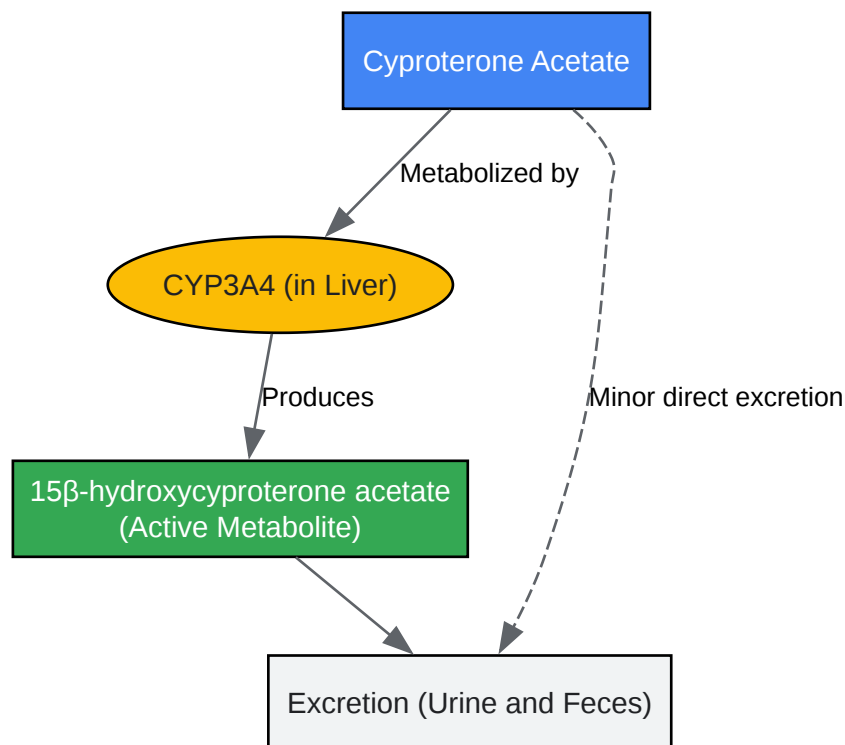 Cyproterone Acetate
Metabolized by
CYP3A4 (in Liver)
Produces
Minor direct excretion
15β-hydroxycyproterone acetate
(Active Metabolite)
Excretion (Urine and Feces)